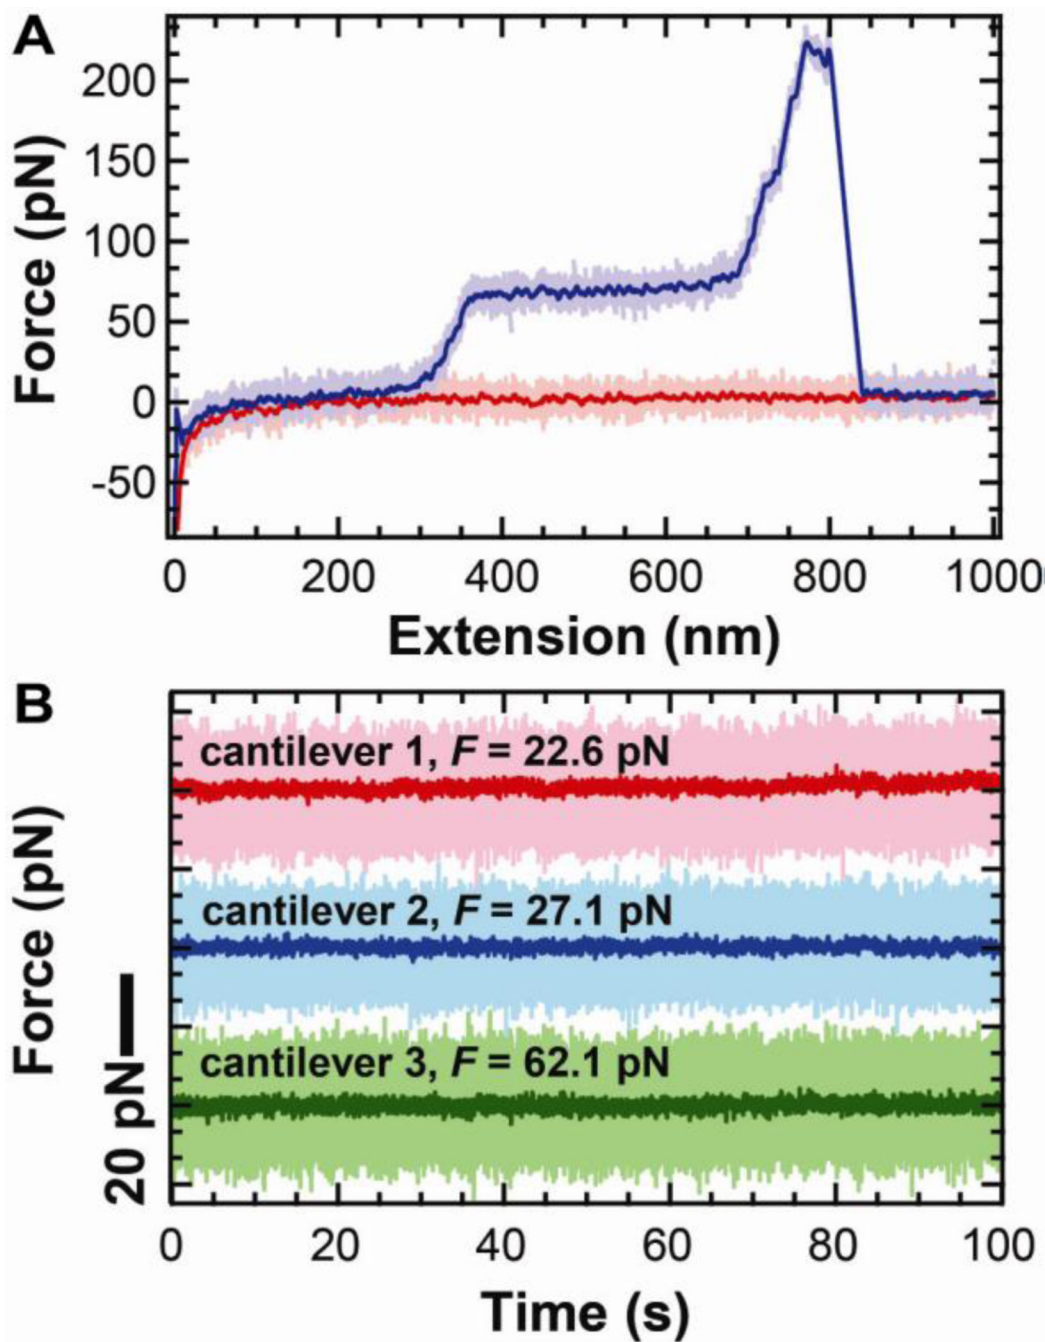 A
Force (pN)
200
150
100
50
0
-50
0 200 400 600 800 1000
Extension (nm)
B
Force (pN)
20 pN
cantilever 1, F = 22.6 pN
cantilever 2, F = 27.1 pN
cantilever 3, F = 62.1 pN
0 20 40 60 80 100
Time (s)